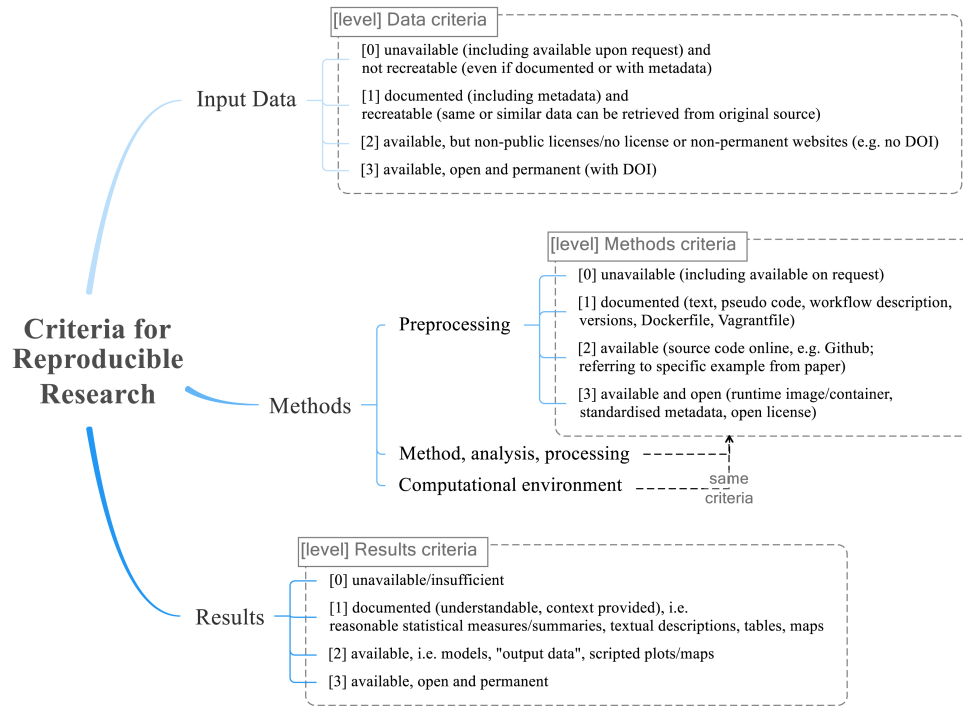 [level] Data criteria
[0] unavailable (including available upon request) and
not recreatable (even if documented or with metadata)
Input Data
[1] documented (including metadata) and
recreatable (same or similar data can be retrieved from original source)
[2] available, but non-public licenses/no license or non-permanent websites (e.g. no DOI)
[3] available, open and permanent (with DOI)
[level] Methods criteria
[0] unavailable (including available on request)
Preprocessing
[1] documented (text, pseudo code, workflow description,
versions, Dockerfile, Vagrantfile)
[2] available (source code online, e.g. Github;
referring to specific example from paper)
[3] available and open (runtime image/container,
standardised metadata, open license)
Criteria for
Reproducible
Research
Methods
Method, analysis, processing
Computational environment
same
criteria
[level] Results criteria
[0] unavailable/insufficient
Results
[1] documented (understandable, context provided), i.e.
reasonable statistical measures/summaries, textual descriptions, tables, maps
[2] available, i.e. models, "output data", scripted plots/maps
[3] available, open and permanent